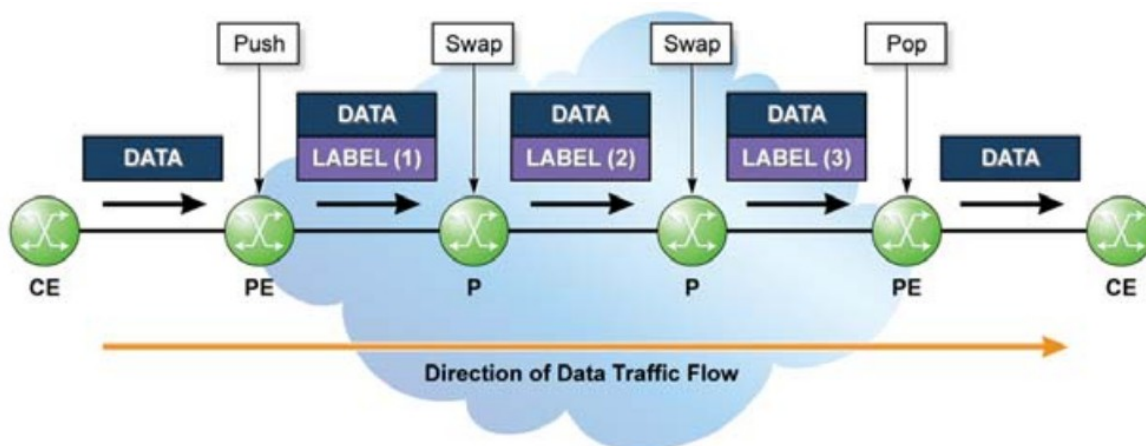 Push
Swap
Swap
Pop
DATA
DATA
LABEL (1)
DATA
LABEL (2)
DATA
LABEL (3)
DATA
CE
PE
P
P
PE
CE
Direction of Data Traffic Flow